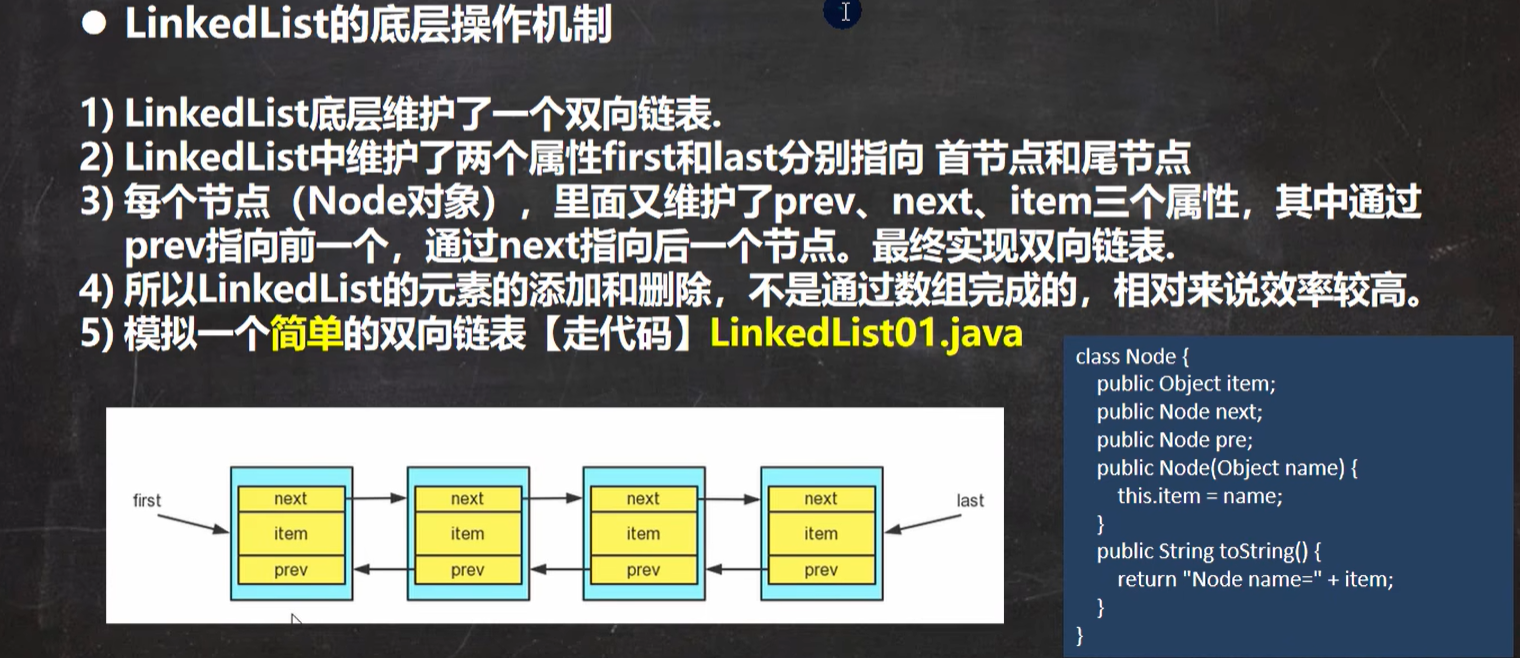 ● LinkedList的底层操作机制
1) LinkedList底层维护了一个双向链表.
2) LinkedList中维护了两个属性first和last分别指向 首节点和尾节点
3) 每个节点（Node对象），里面又维护了prev、next、item三个属性，其中通过
prev指向前一个，通过next指向后一个节点。最终实现双向链表.
4) 所以LinkedList的元素的添加和删除，不是通过数组完成的，相对来说效率较高。
5) 模拟一个简单的双向链表【走代码】LinkedList01.java
first
next
item
prev
next
item
prev
next
item
prev
next
item
prev
last
class Node {
public Object item;
public Node next;
public Node pre;
public Node(Object name) {
this.item = name;
}
public String toString() {
return "Node name=" + item;
}
}